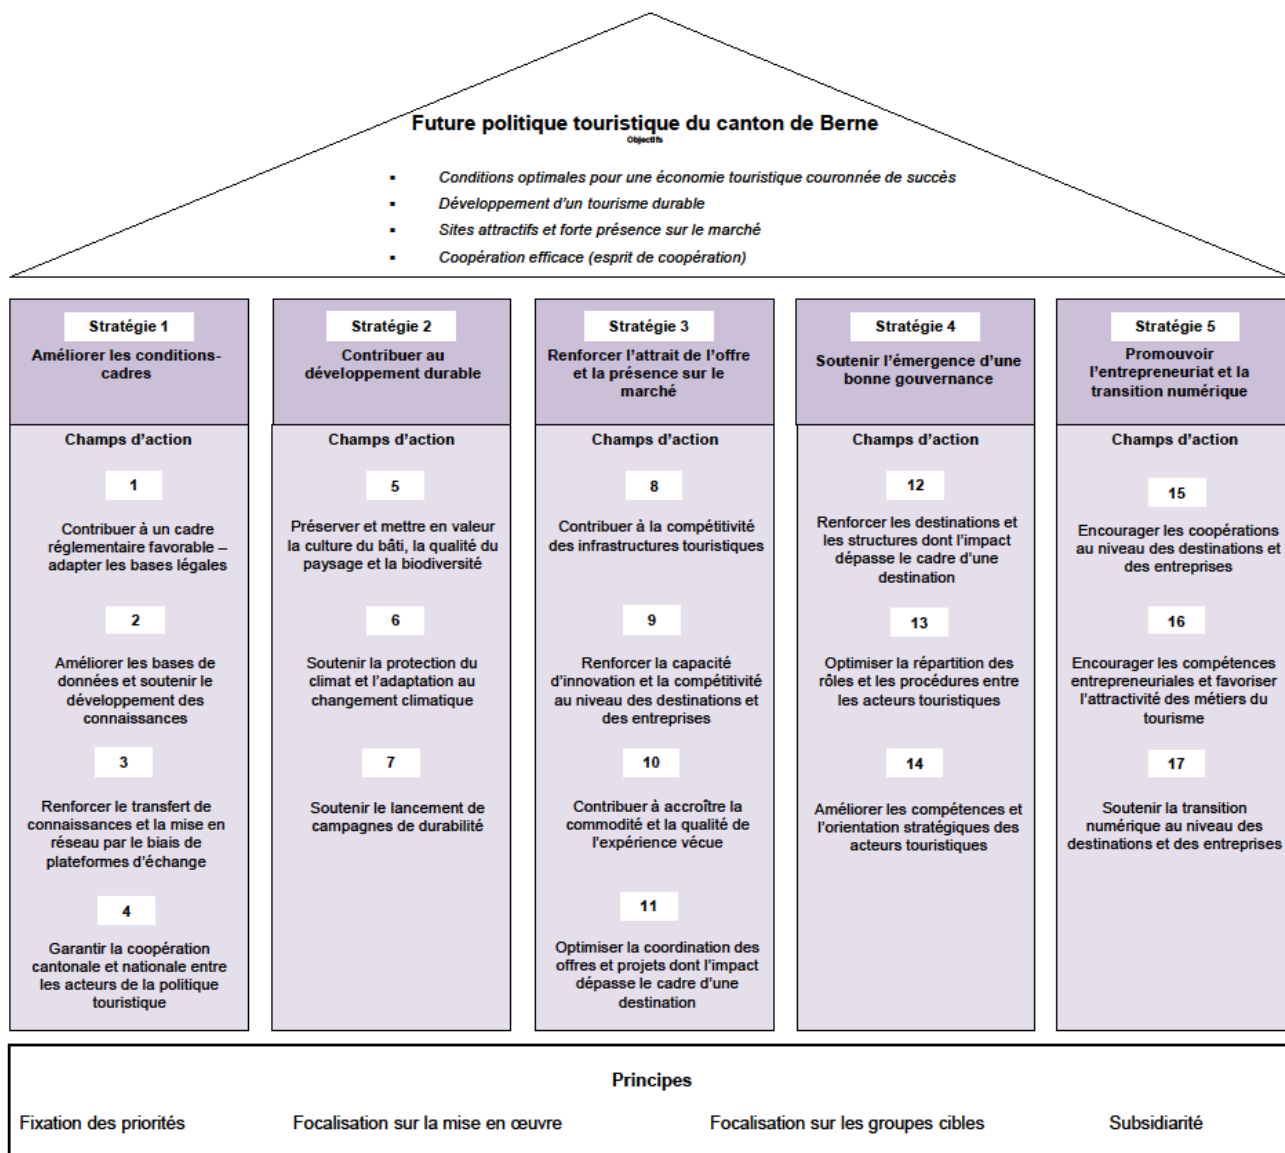 Future politique touristique du canton de Berne
Objectifs
▪ Conditions optimales pour une économie touristique couronnée de succès
▪ Développement d'un tourisme durable
▪ Sites attractifs et forte présence sur le marché
▪ Coopération efficace (esprit de coopération)
Stratégie 1
Améliorer les conditions-
cadres
Champs d'action
1
Contribuer à un cadre
réglementaire favorable –
adapter les bases légales
2
Améliorer les bases de
données et soutenir le
développement des
connaissances
3
Renforcer le transfert de
connaissances et la mise en
réseau par le biais de
plateformes d'échange
4
Garantir la coopération
cantonale et nationale entre
les acteurs de la politique
touristique
Stratégie 2
Contribuer au
développement durable
Champs d'action
5
Préserver et mettre en valeur
la culture du bâti, la qualité du
paysage et la biodiversité
6
Soutenir la protection du
climat et l'adaptation au
changement climatique
7
Soutenir le lancement de
campagnes de durabilité
Stratégie 3
Renforcer l'attrait de l'offre
et la présence sur le
marché
Champs d'action
8
Contribuer à la compétitivité
des infrastructures touristiques
9
Renforcer la capacité
d'innovation et la compétitivité
au niveau des destinations et
des entreprises
10
Contribuer à accroître la
commodité et la qualité de
l'expérience vécue
11
Optimiser la coordination des
offres et projets dont l'impact
dépasse le cadre d'une
destination
Stratégie 4
Soutenir l'émergence d'une
bonne gouvernance
Champs d'action
12
Renforcer les destinations et
les structures dont l'impact
dépasse le cadre d'une
destination
13
Optimiser la répartition des
rôles et les procédures entre
les acteurs touristiques
14
Améliorer les compétences et
l'orientation stratégiques des
acteurs touristiques
Stratégie 5
Promouvoir
l'entrepreneuriat et la
transition numérique
Champs d'action
15
Encourager les coopérations
au niveau des destinations et
des entreprises
16
Encourager les compétences
entrepreneuriales et favoriser
l'attractivité des métiers du
tourisme
17
Soutenir la transition
numérique au niveau des
destinations et des entreprises
Principes
Fixation des priorités
Focalisation sur la mise en œuvre
Focalisation sur les groupes cibles
Subsidiarité